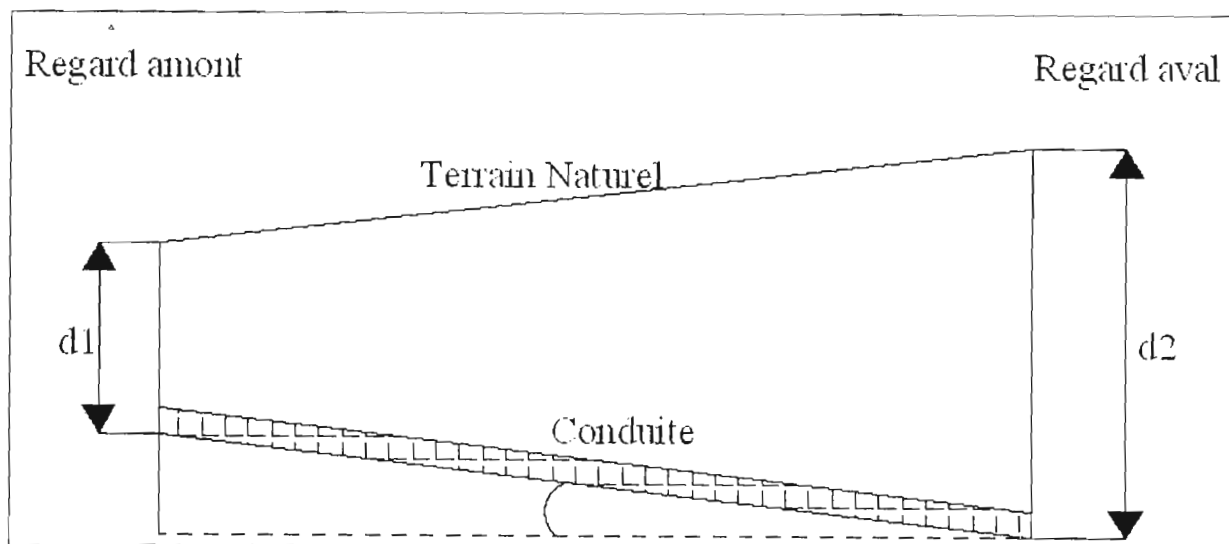 Regard amont
Regard aval
Terrain Naturel
d1
d2
Conduite